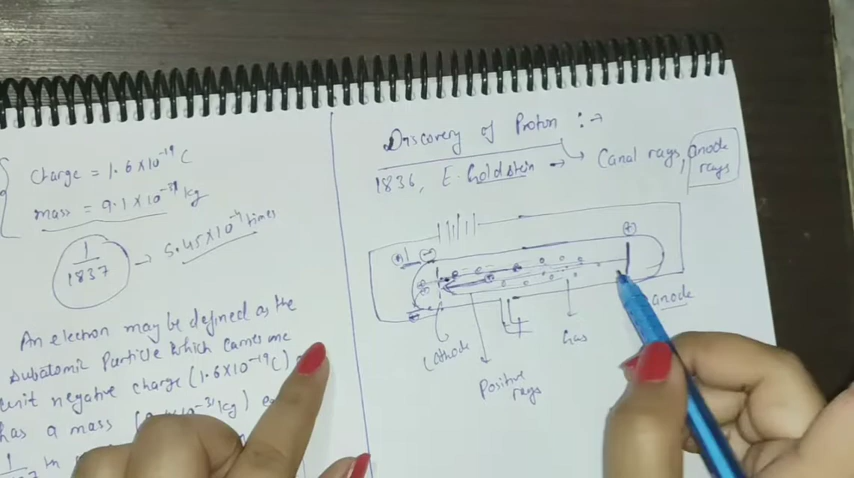 Charge = 1.6 x 10⁻¹⁹ C
mass = 9.1 x 10⁻³¹ kg
1/1837 → 5.45 x 10⁻⁴ times
An electron may be defined as the
subatomic Particle which carries one
unit negative charge (1.6 x 10⁻¹⁹ C)
has a mass kg)
Discovery of Proton :→
1836, E. Goldstein → Canal rays, anode
rays
(+)
anode
Cathode
Gas
Positive
rays